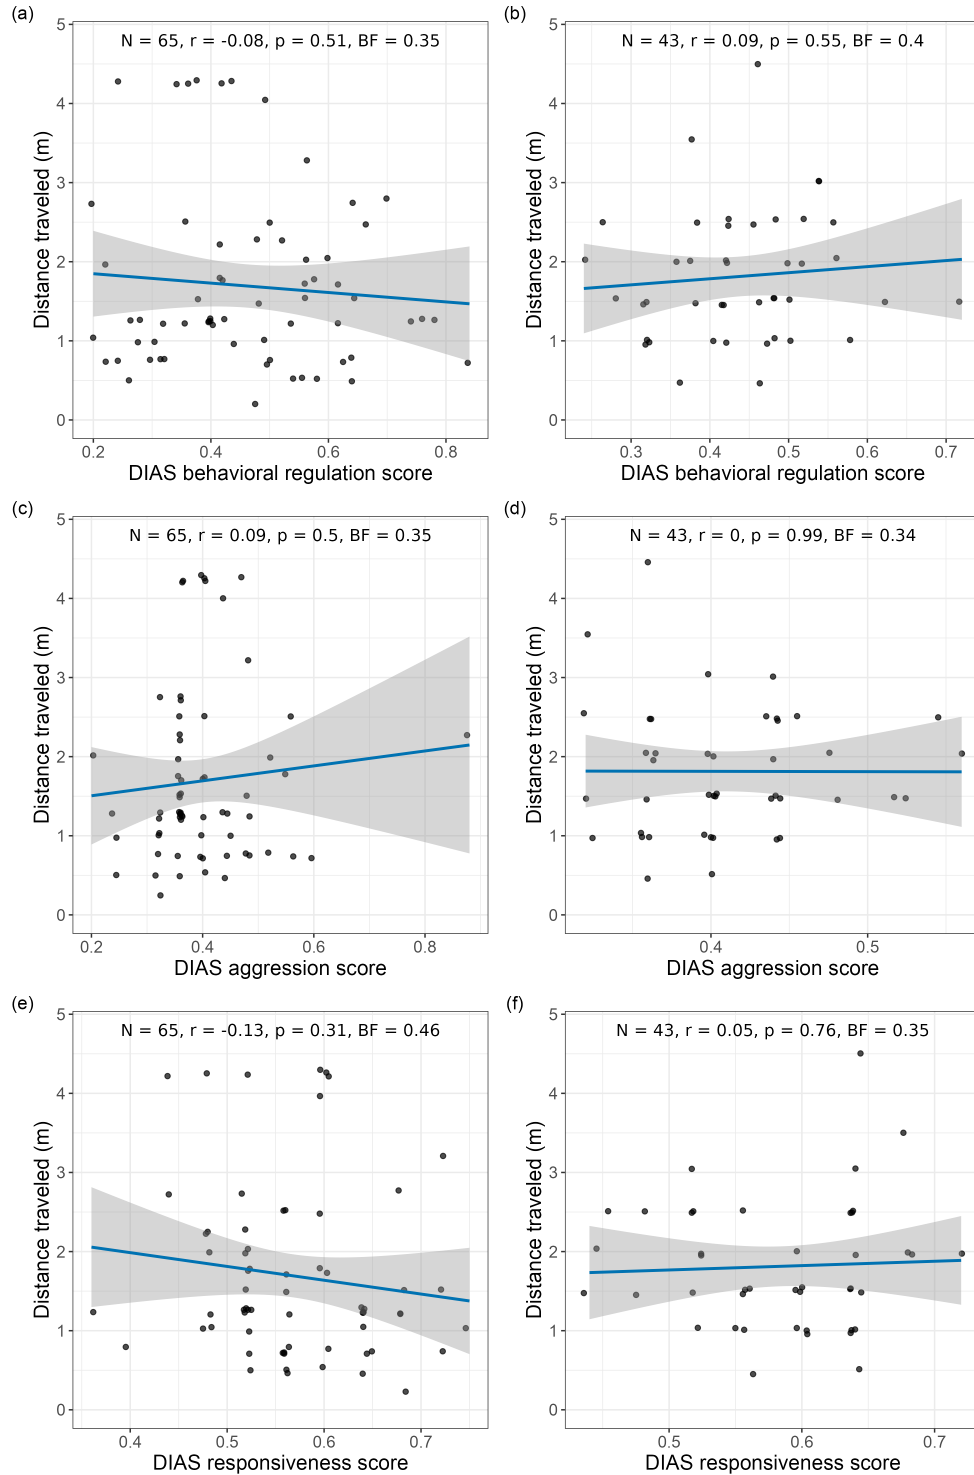 (a)
N = 65, r = -0.08, p = 0.51, BF = 0.35
Distance traveled (m)
5
4
3
2
1
0
0.2 0.4 0.6 0.8
DIAS behavioral regulation score
(b)
N = 43, r = 0.09, p = 0.55, BF = 0.4
Distance traveled (m)
5
4
3
2
1
0
0.3 0.4 0.5 0.6 0.7
DIAS behavioral regulation score
(c)
N = 65, r = 0.09, p = 0.5, BF = 0.35
Distance traveled (m)
5
4
3
2
1
0
0.2 0.4 0.6 0.8
DIAS aggression score
(d)
N = 43, r = 0, p = 0.99, BF = 0.34
Distance traveled (m)
5
4
3
2
1
0
0.4 0.5
DIAS aggression score
(e)
N = 65, r = -0.13, p = 0.31, BF = 0.46
Distance traveled (m)
5
4
3
2
1
0
0.4 0.5 0.6 0.7
DIAS responsiveness score
(f)
N = 43, r = 0.05, p = 0.76, BF = 0.35
Distance traveled (m)
5
4
3
2
1
0
0.5 0.6 0.7
DIAS responsiveness score